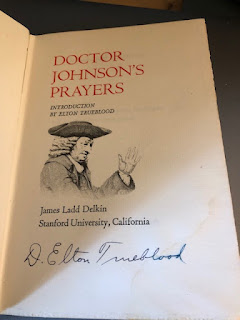 DOCTOR
JOHNSON'S
PRAYERS
INTRODUCTION
BY ELTON TRUEBLOOD
James Ladd Delkin
Stanford University, California
D. Elton Trueblood